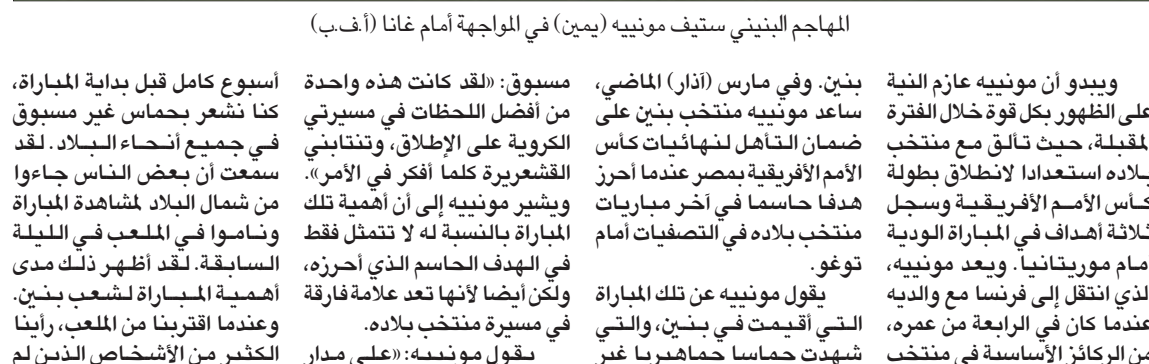 المهاجم البنيني ستيف مونييه (يمين) في المواجهة أمام غانا (أ.ف.ب)
ويبدو أن مونييه عازم النية
على الظهور بكل قوة خلال الفترة
المقبلة، حيث تألق مع منتخب
بلاده استعدادا لانطلاق بطولة
كأس الأمم الأفريقية وسجل
ثلاثة أهداف في المباراة الودية
أمام موريتانيا. ويعد مونييه،
الذي انتقل إلى فرنسا مع والديه
عندما كان في الرابعة من عمره،
من الركائز الأساسية في منتخب
بنين. وفي مارس (آذار) الماضي،
ساعد مونييه منتخب بنين على
ضمان التأهل لنهائيات كأس
الأمم الأفريقية بمصر عندما أحرز
هدفا حاسما في آخر مباريات
منتخب بلاده في التصفيات أمام
توغو.
يقول مونييه عن تلك المباراة
التي أقيمت في بنين، والتي
شهدت حماسا جماهيريا غير
مسبوق: «لقد كانت هذه واحدة
من أفضل اللحظات في مسيرتي
الكروية على الإطلاق، وتنتابني
القشعريرة كلما أفكر في الأمر».
ويشير مونييه إلى أن أهمية تلك
المباراة بالنسبة له لا تتمثل فقط
في الهدف الحاسم الذي أحرزه،
ولكن أيضا لأنها تعد علامة فارقة
في مسيرة منتخب بلاده.
يقول مونييه: «على مدار
أسبوع كامل قبل بداية المباراة،
كنا نشعر بحماس غير مسبوق
في جميع أنحاء البلاد. لقد
سمعت أن بعض الناس جاءوا
من شمال البلاد لمشاهدة المباراة
وناموا في الملعب في الليلة
السابقة. لقد أظهر ذلك مدى
أهمية المباراة لشعب بنين.
وعندما اقتربنا من الملعب، رأينا
الكثير من الأشخاص الذين لم